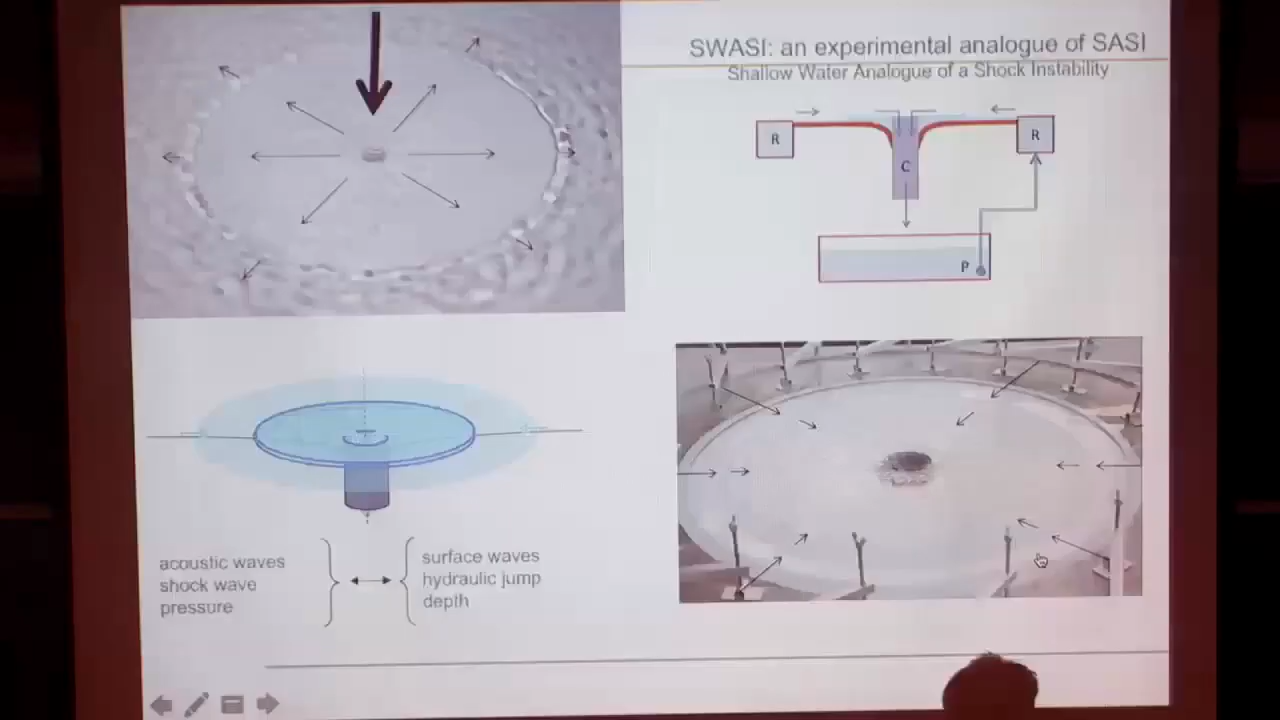 SWASI: an experimental analogue of SASI
Shallow Water Analogue of a Shock Instability
R
R
C
P
acoustic waves
shock wave
pressure
surface waves
hydraulic jump
depth